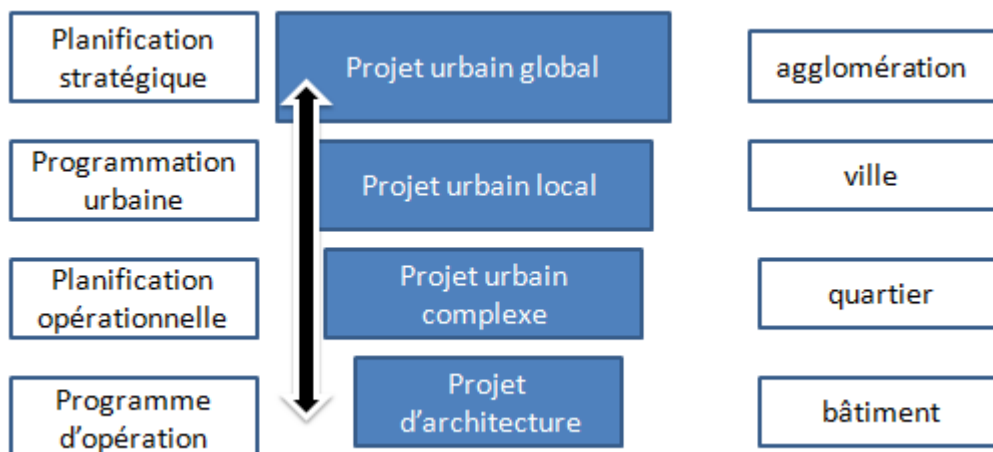 Planification
stratégique
Projet urbain global
agglomération
Programmation
urbaine
Projet urbain local
ville
Planification
opérationnelle
Projet urbain
complexe
quartier
Programme
d’opération
Projet
d’architecture
bâtiment